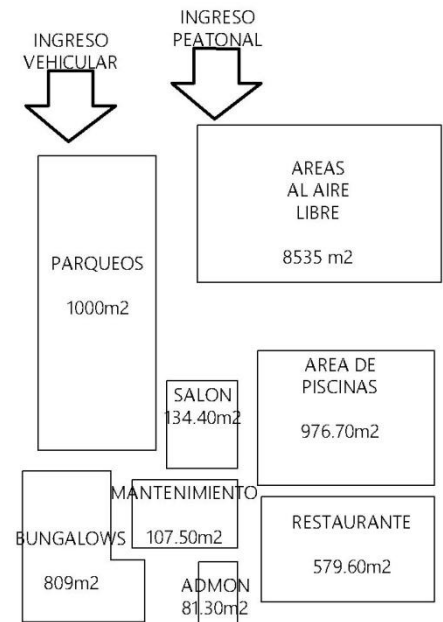 INGRESO
VEHICULAR
INGRESO
PEATONAL
AREAS
AL AIRE
LIBRE
8535 m2
PARQUEOS
1000m2
AREA DE
PISCINAS
976.70m2
SALON
134.40m2
MANTENIMIENTO
107.50m2
RESTAURANTE
579.60m2
BUNGALOWS
809m2
ADMON
81.30m2